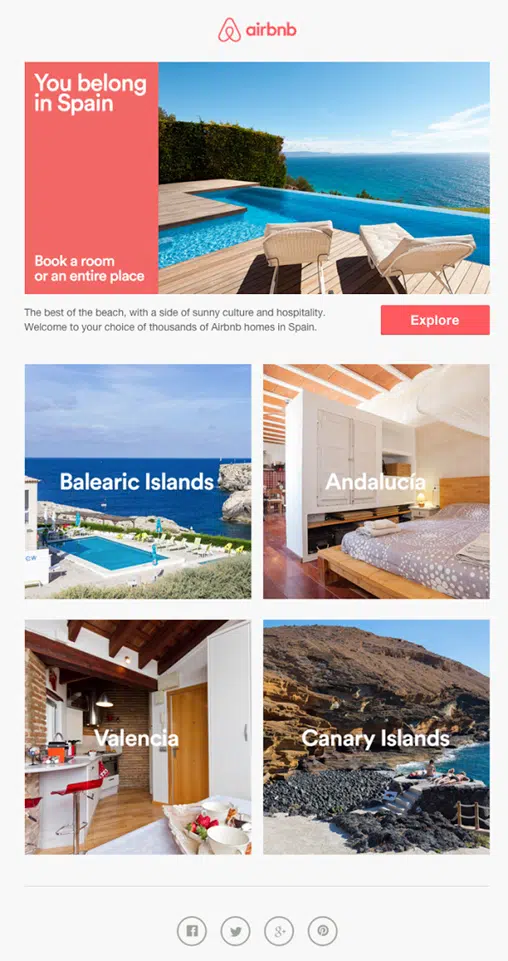 airbnb
You belong
in Spain
Book a room
or an entire place
The best of the beach, with a side of sunny culture and hospitality.
Welcome to your choice of thousands of Airbnb homes in Spain.
Explore
Balearic Islands
Andalucía
Valencia
Canary Islands